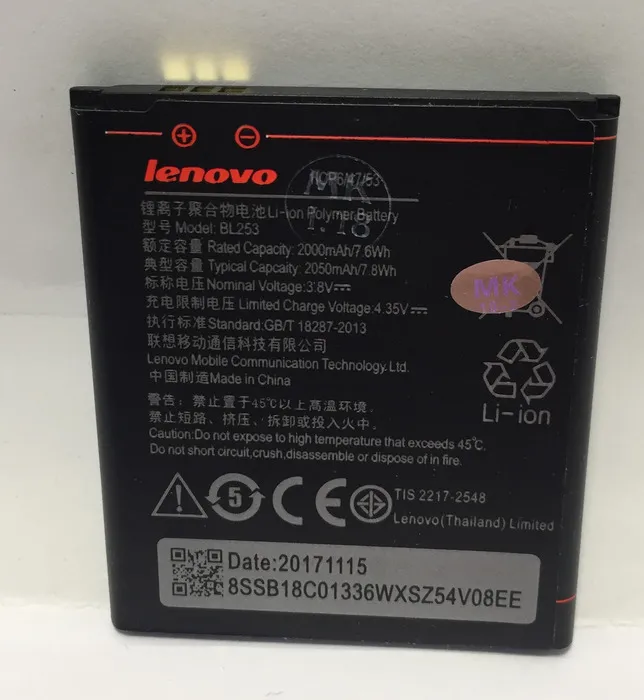 lenovo
MK
1.18
锂离子聚合物电池Li-ion Polymer Battery
型号 Model: BL253
额定容量 Rated Capacity: 2000mAh/7.6Wh
典型容量 Typical Capcaity: 2050mAh/7.8Wh
标称电压 Nominal Voltage:3.8V
充电限制电压 Limited Charge Voltage:4.35V
执行标准Standard:GB/T 18287-2013
联想移动通信科技有限公司
Lenovo Mobile Communication Technology.Ltd.
中国制造Made in China
MK
Li-ion
警告：禁止置于45℃以上高温环境.
禁止短路、挤压、拆卸或投入火中.
Caution:Do not expose to high temperature that exceeds 45℃.
Do not short circuit,crush,disassemble or dispose of in fire.
5 CE
TIS 2217-2548
Lenovo(Thailand) Limited
Date:20171115
8SSB18C01336WXSZ54V08EE